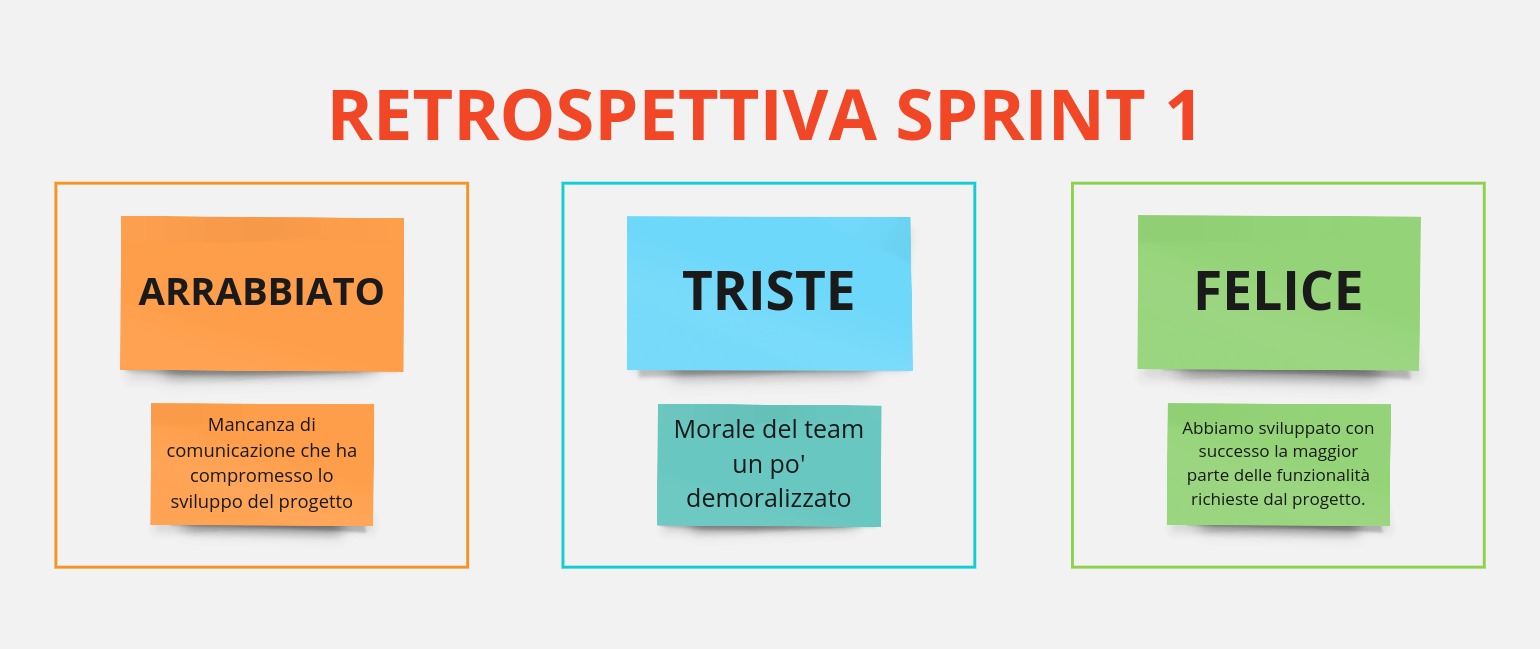 RETROSPETTIVA SPRINT 1
ARRABBIATO
Mancanza di
comunicazione che ha
compromesso lo
sviluppo del progetto
TRISTE
Morale del team
un po'
demoralizzato
FELICE
Abbiamo sviluppato con
successo la maggior
parte delle funzionalità
richieste dal progetto.